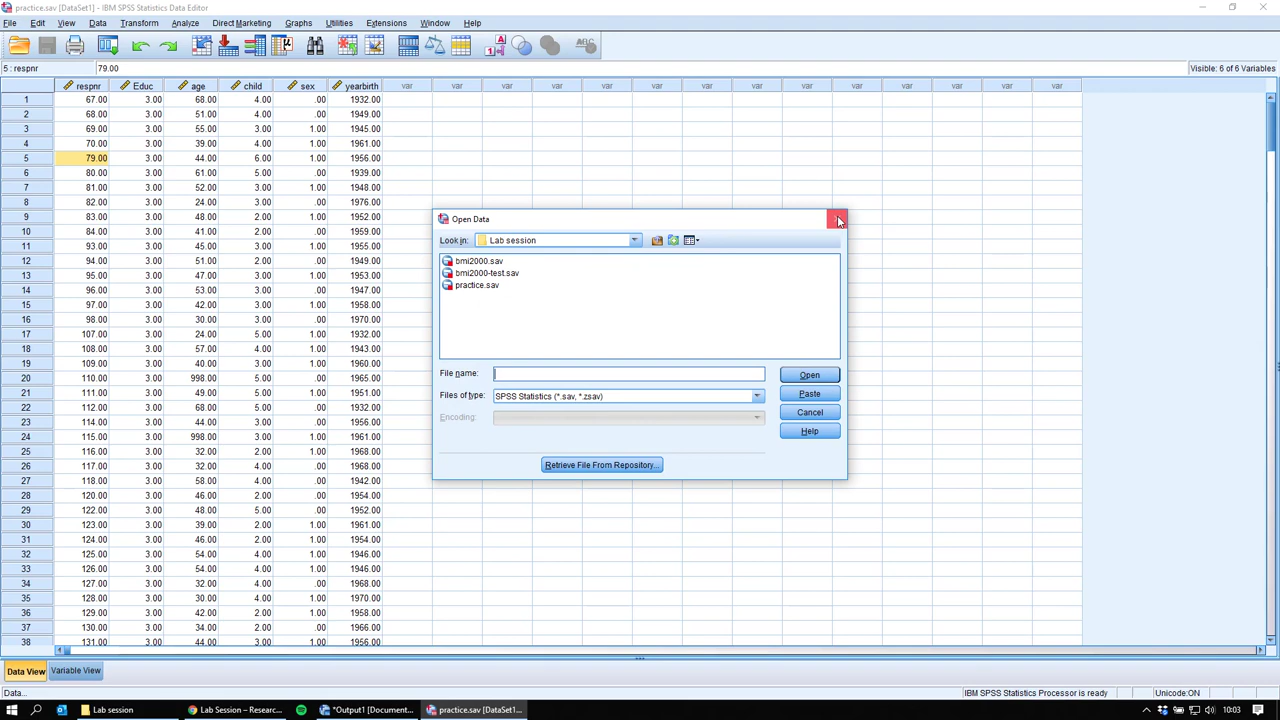 practice.sav [DataSet1] - IBM SPSS Statistics Data Editor
File Edit View Data Transform Analyze Direct Marketing Graphs Utilities Extensions Window Help
5 : respnr 79.00 Visible: 6 of 6 Variables
respnr Educ age child sex yearbirth var var var var var var var var var var var var var var
1 67.00 3.00 68.00 4.00 .00 1932.00
2 68.00 3.00 51.00 4.00 .00 1949.00
3 69.00 3.00 55.00 3.00 1.00 1945.00
4 70.00 3.00 39.00 4.00 1.00 1961.00
5 79.00 3.00 44.00 6.00 1.00 1956.00
6 80.00 3.00 61.00 5.00 .00 1939.00
7 81.00 3.00 52.00 3.00 1.00 1948.00
8 82.00 3.00 24.00 3.00 .00 1976.00
9 83.00 3.00 48.00 2.00 1.00 1952.00
10 84.00 3.00 41.00 2.00 .00 1959.00
11 93.00 3.00 45.00 3.00 1.00 1955.00
12 94.00 3.00 51.00 2.00 .00 1949.00
13 95.00 3.00 47.00 3.00 1.00 1953.00
14 96.00 3.00 53.00 3.00 .00 1947.00
15 97.00 3.00 42.00 3.00 1.00 1958.00
16 98.00 3.00 30.00 3.00 .00 1970.00
17 107.00 3.00 24.00 5.00 1.00 1932.00
18 108.00 3.00 57.00 4.00 1.00 1943.00
19 109.00 3.00 40.00 3.00 1.00 1960.00
20 110.00 3.00 998.00 5.00 .00 1965.00
21 111.00 3.00 49.00 5.00 1.00 1951.00
22 112.00 3.00 68.00 5.00 .00 1932.00
23 114.00 3.00 44.00 3.00 .00 1956.00
24 115.00 3.00 998.00 3.00 1.00 1961.00
25 116.00 3.00 32.00 2.00 1.00 1968.00
26 117.00 3.00 32.00 4.00 .00 1968.00
27 118.00 3.00 58.00 4.00 .00 1942.00
28 120.00 3.00 46.00 2.00 .00 1954.00
29 122.00 3.00 48.00 5.00 .00 1952.00
30 123.00 3.00 39.00 2.00 1.00 1961.00
31 124.00 3.00 46.00 2.00 1.00 1954.00
32 125.00 3.00 54.00 4.00 1.00 1946.00
33 126.00 3.00 54.00 4.00 .00 1946.00
34 127.00 3.00 32.00 4.00 .00 1968.00
35 128.00 3.00 30.00 4.00 1.00 1970.00
36 129.00 3.00 42.00 2.00 1.00 1958.00
37 130.00 3.00 34.00 2.00 .00 1966.00
38 131.00 3.00 44.00 3.00 1.00 1956.00
Open Data
Look in: Lab session
bmi2000.sav
bmi2000-test.sav
practice.sav
File name: Open
Files of type: SPSS Statistics (*.sav, *.zsav) Paste
Encoding: Cancel
Help
Retrieve File From Repository...
Data View Variable View
Data... IBM SPSS Statistics Processor is ready Unicode:ON
Lab session Lab Session – Researc... *Output1 [Document... practice.sav [DataSet1... 10:03